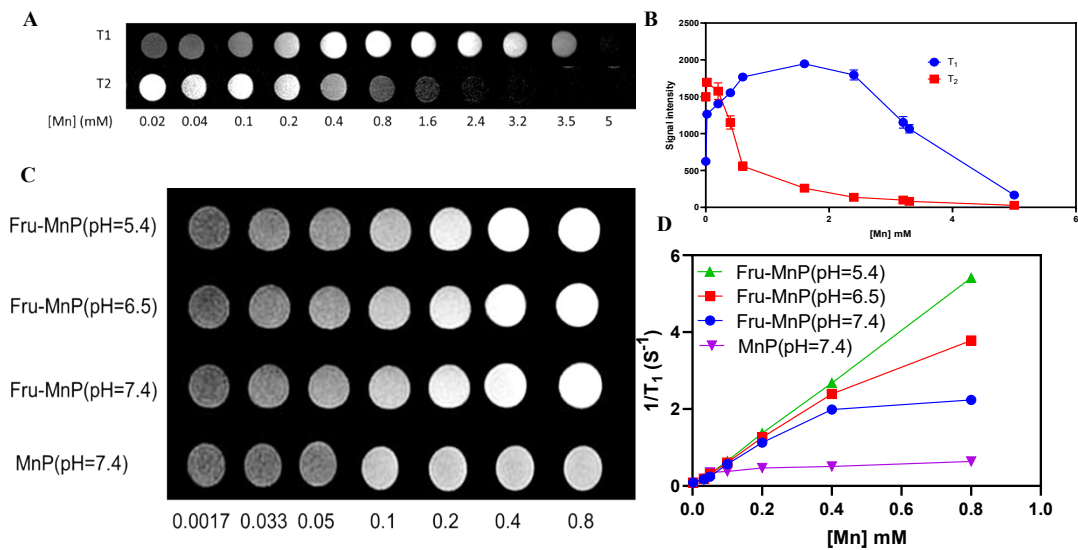 A
T1
T2
[Mn] (mM)
0.02 0.04 0.1 0.2 0.4 0.8 1.6 2.4 3.2 3.5 5
B
2500
2000
1500
1000
500
0
Signal intensity
T1
T2
0 2 4 6
[Mn] mM
C
Fru-MnP(pH=5.4)
Fru-MnP(pH=6.5)
Fru-MnP(pH=7.4)
MnP(pH=7.4)
0.0017 0.033 0.05 0.1 0.2 0.4 0.8
D
6
4
2
0
1/T1 (S-1)
Fru-MnP(pH=5.4)
Fru-MnP(pH=6.5)
Fru-MnP(pH=7.4)
MnP(pH=7.4)
0.0 0.2 0.4 0.6 0.8 1.0
[Mn] mM